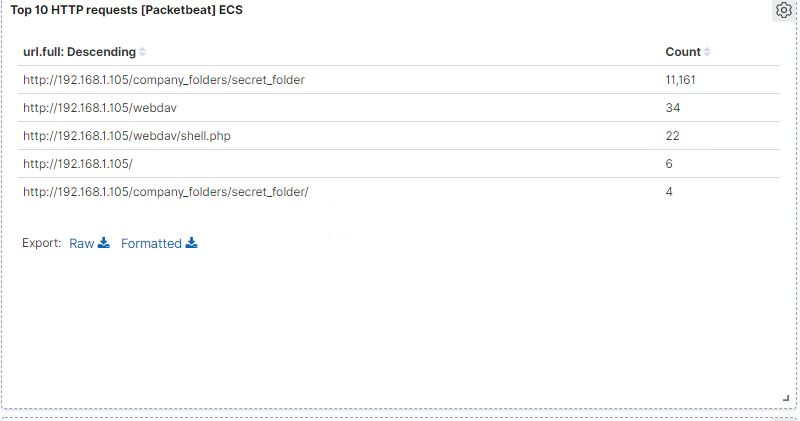 Top 10 HTTP requests [Packetbeat] ECS
url.full: Descending Count
http://192.168.1.105/company_folders/secret_folder 11,161
http://192.168.1.105/webdav 34
http://192.168.1.105/webdav/shell.php 22
http://192.168.1.105/ 6
http://192.168.1.105/company_folders/secret_folder/ 4
Export: Raw Formatted